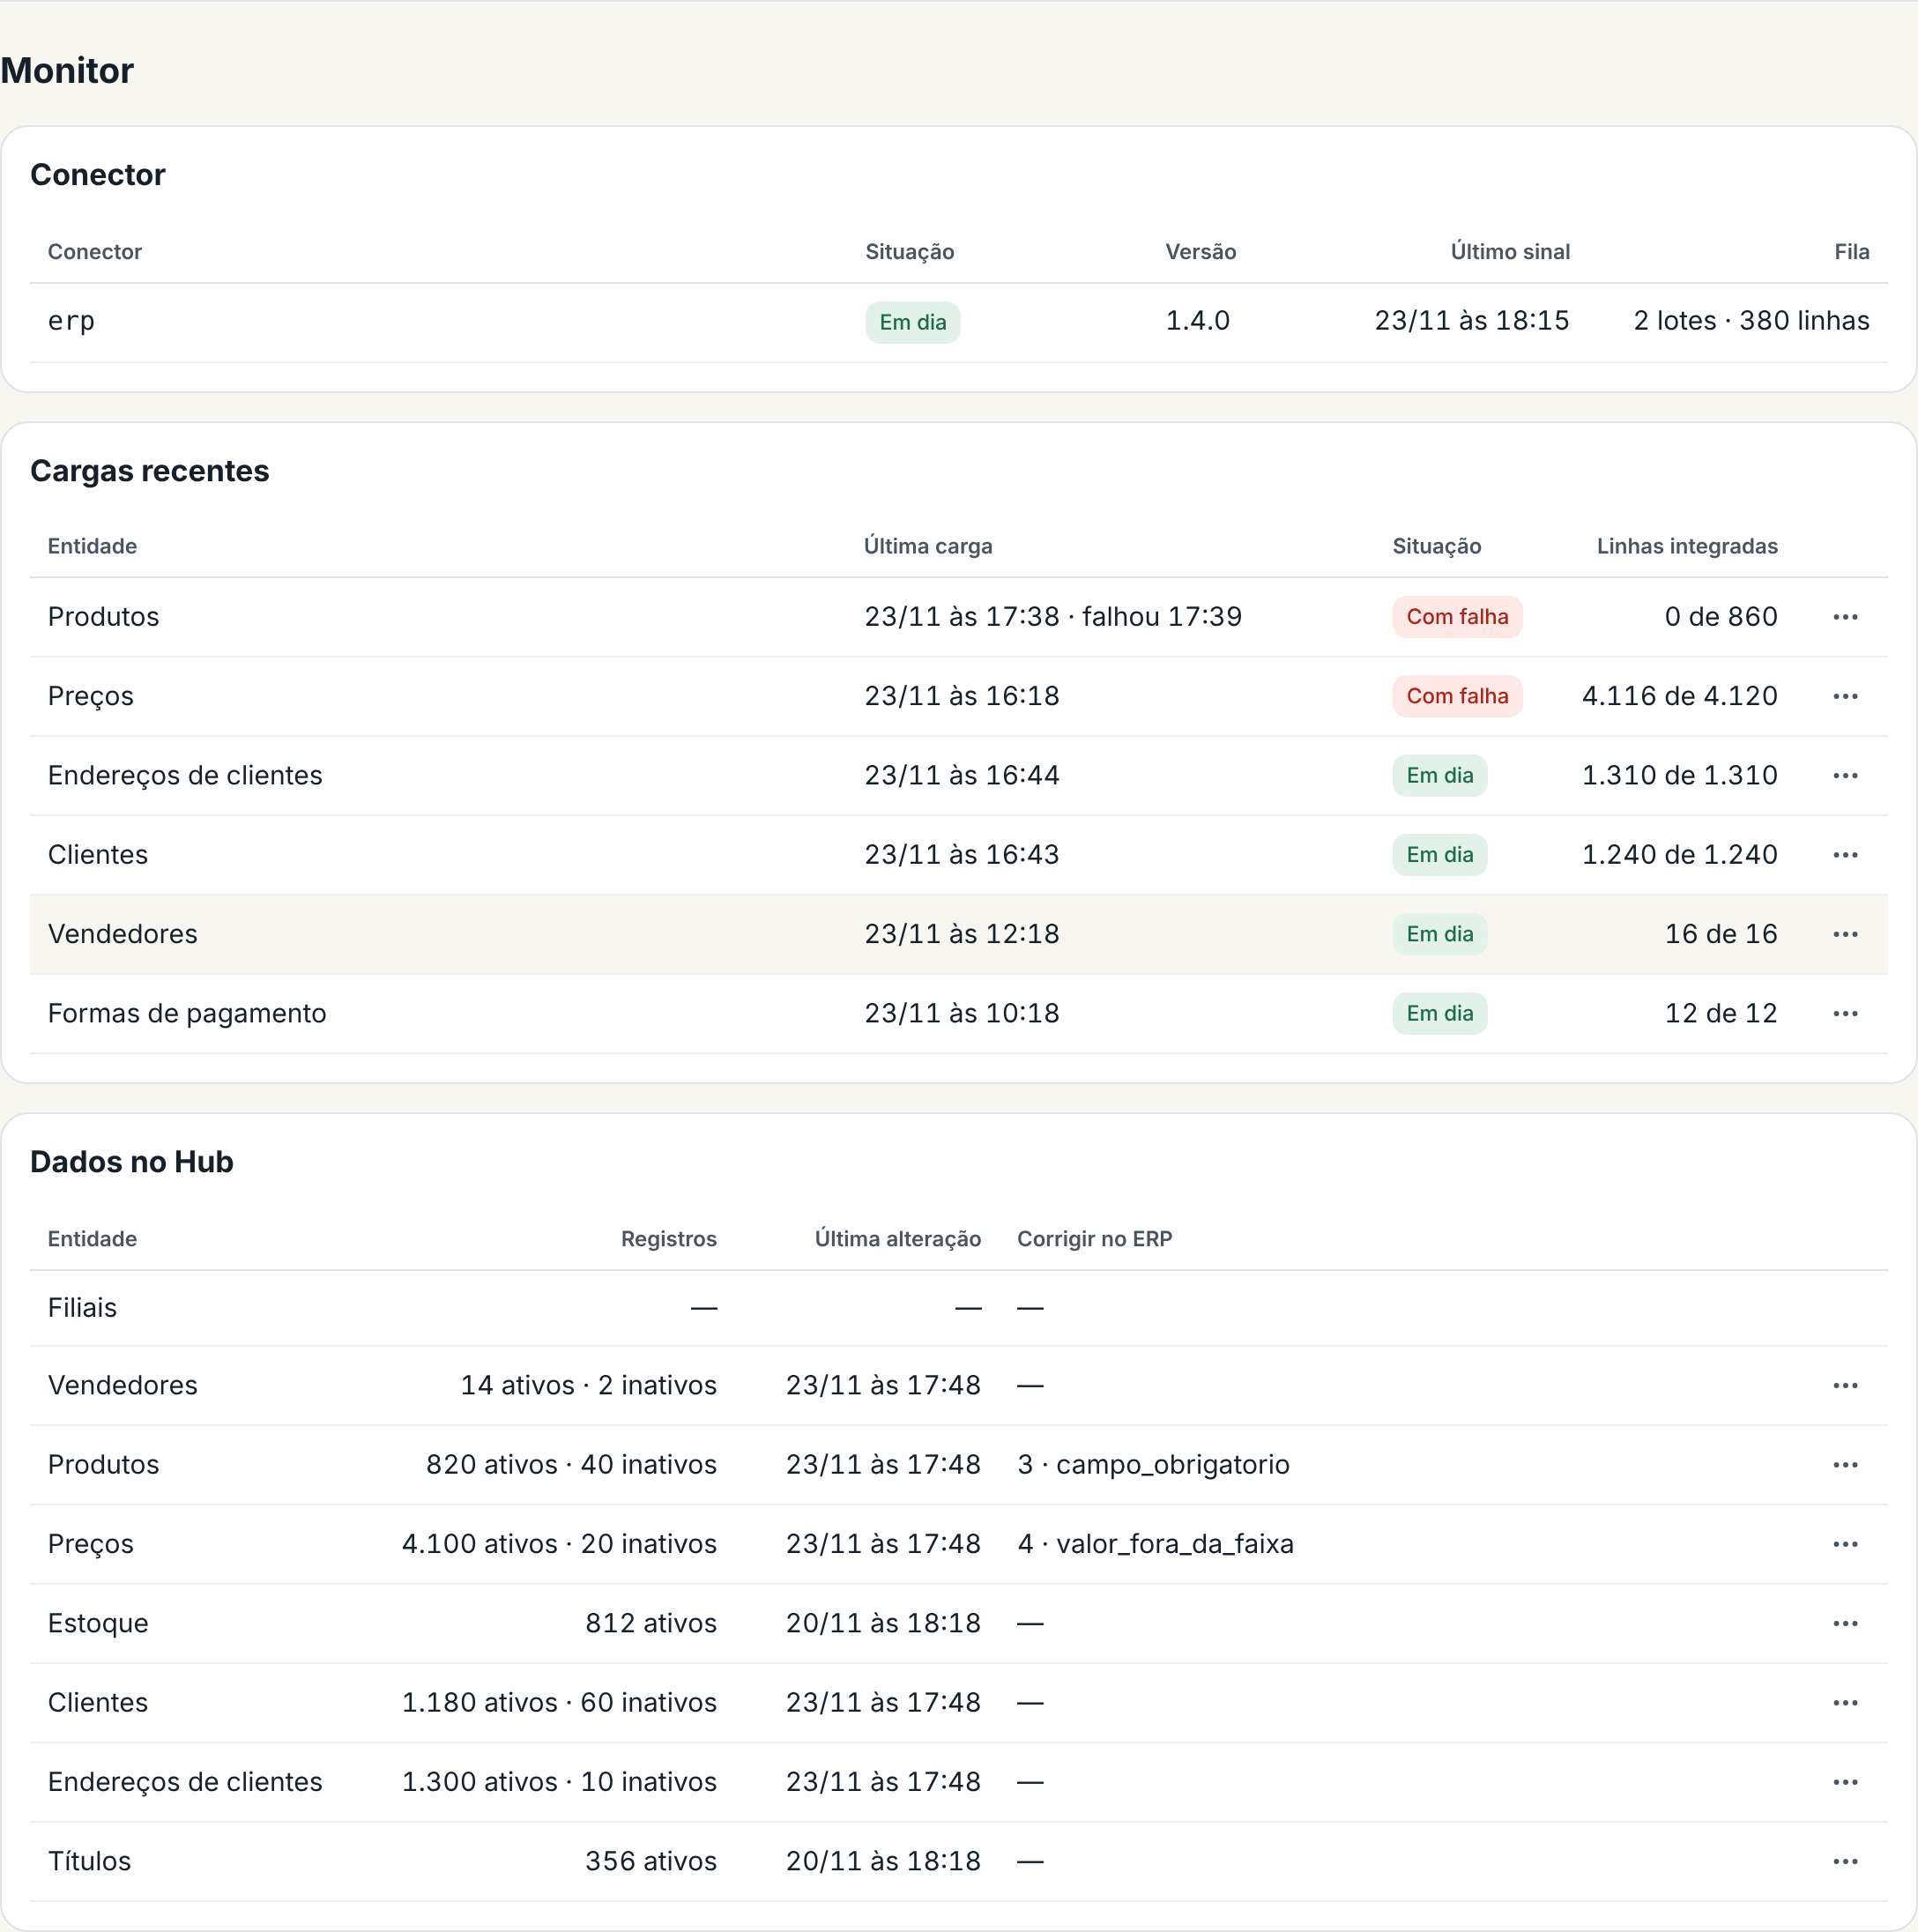 Monitor
Conector
Conector Situação Versão Último sinal Fila
erp Em dia 1.4.0 23/11 às 18:15 2 lotes · 380 linhas
Cargas recentes
Entidade Última carga Situação Linhas integradas
Produtos 23/11 às 17:38 · falhou 17:39 Com falha 0 de 860 ···
Preços 23/11 às 16:18 Com falha 4.116 de 4.120 ···
Endereços de clientes 23/11 às 16:44 Em dia 1.310 de 1.310 ···
Clientes 23/11 às 16:43 Em dia 1.240 de 1.240 ···
Vendedores 23/11 às 12:18 Em dia 16 de 16 ···
Formas de pagamento 23/11 às 10:18 Em dia 12 de 12 ···
Dados no Hub
Entidade Registros Última alteração Corrigir no ERP
Filiais — — —
Vendedores 14 ativos · 2 inativos 23/11 às 17:48 — ···
Produtos 820 ativos · 40 inativos 23/11 às 17:48 3 · campo_obrigatorio ···
Preços 4.100 ativos · 20 inativos 23/11 às 17:48 4 · valor_fora_da_faixa ···
Estoque 812 ativos 20/11 às 18:18 — ···
Clientes 1.180 ativos · 60 inativos 23/11 às 17:48 — ···
Endereços de clientes 1.300 ativos · 10 inativos 23/11 às 17:48 — ···
Títulos 356 ativos 20/11 às 18:18 — ···